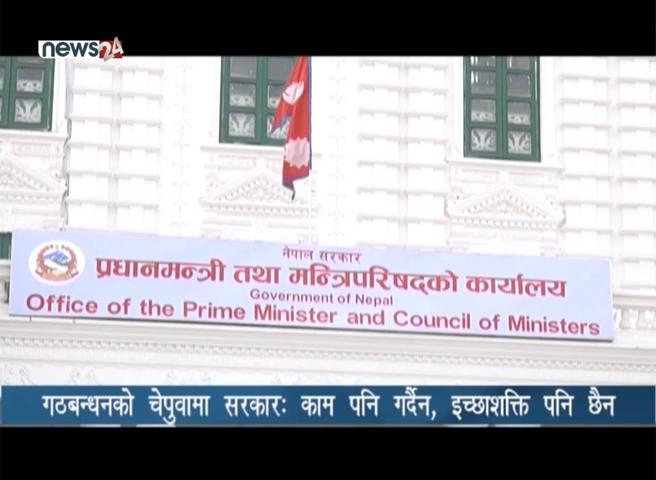 news24
नेपाल सरकार
प्रधानमन्त्री तथा मन्त्रिपरिषद्को कार्यालय
Government of Nepal
Office of the Prime Minister and Council of Ministers
गठबन्धनको चेपुवामा सरकारः काम पनि गर्दैन, इच्छाशक्ति पनि छैन